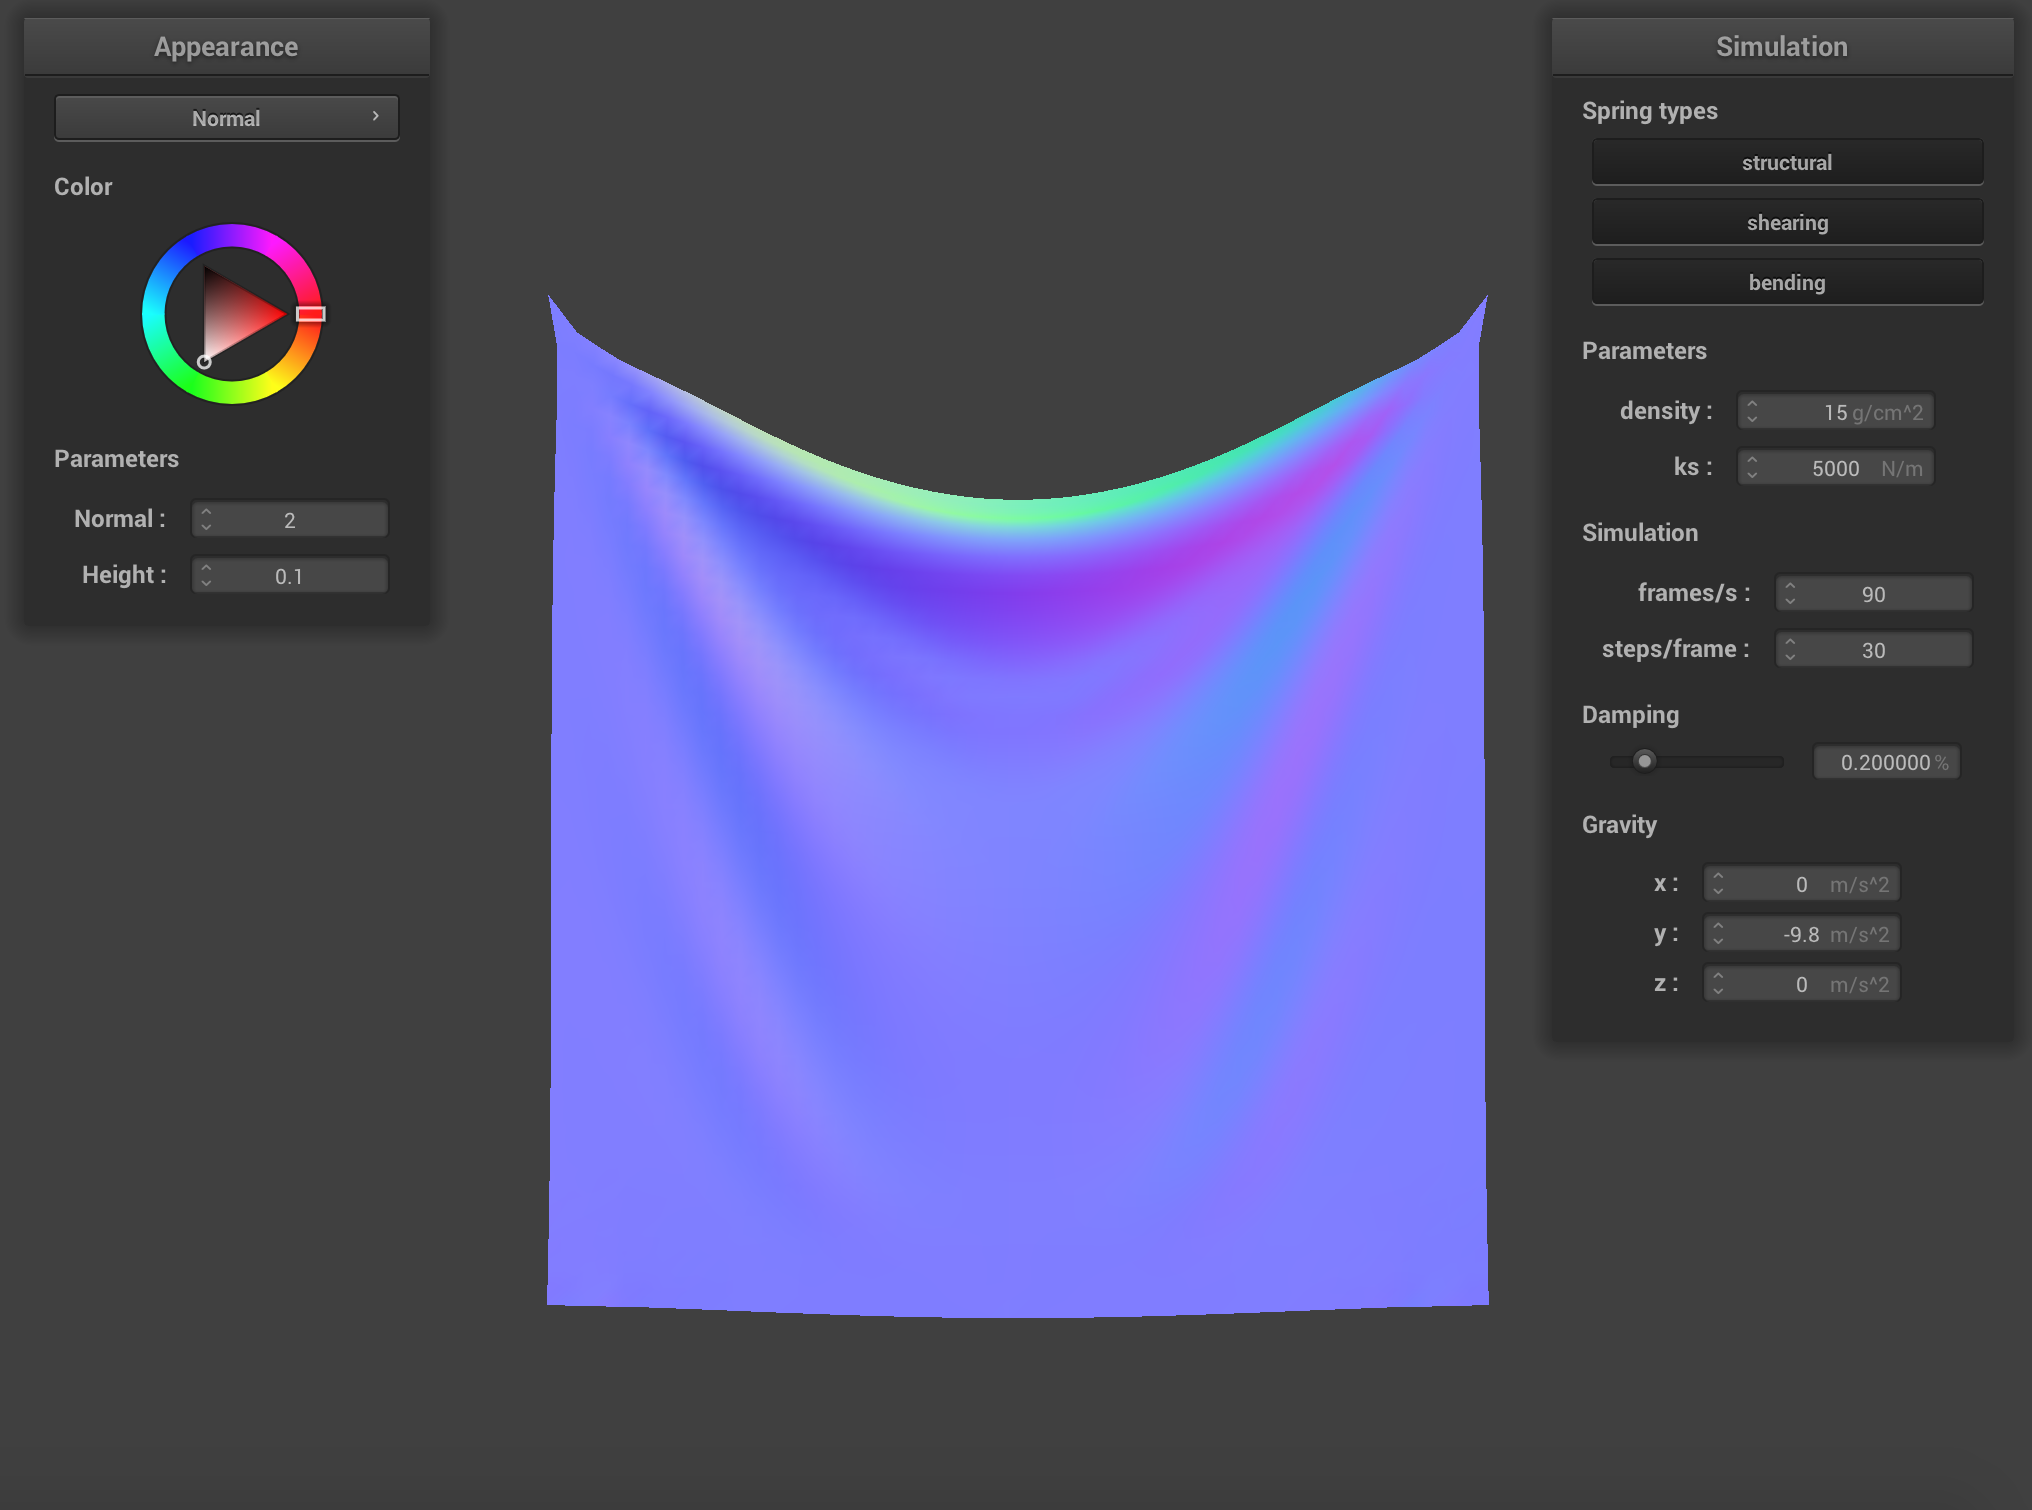 Appearance
Normal
Color
Parameters
Normal : 2
Height : 0.1
Simulation
Spring types
structural
shearing
bending
Parameters
density : 15 g/cm^2
ks : 5000 N/m
Simulation
frames/s : 90
steps/frame : 30
Damping
0.200000 %
Gravity
x : 0 m/s^2
y : -9.8 m/s^2
z : 0 m/s^2